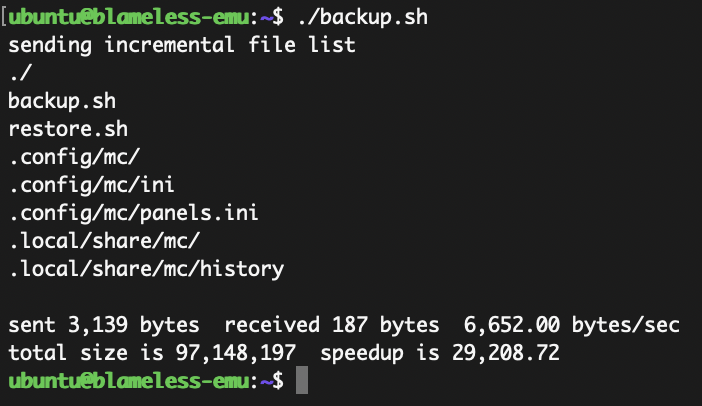 [ubuntu@blameless-emu:~$ ./backup.sh
sending incremental file list
./
backup.sh
restore.sh
.config/mc/
.config/mc/ini
.config/mc/panels.ini
.local/share/mc/
.local/share/mc/history

sent 3,139 bytes  received 187 bytes  6,652.00 bytes/sec
total size is 97,148,197  speedup is 29,208.72
ubuntu@blameless-emu:~$